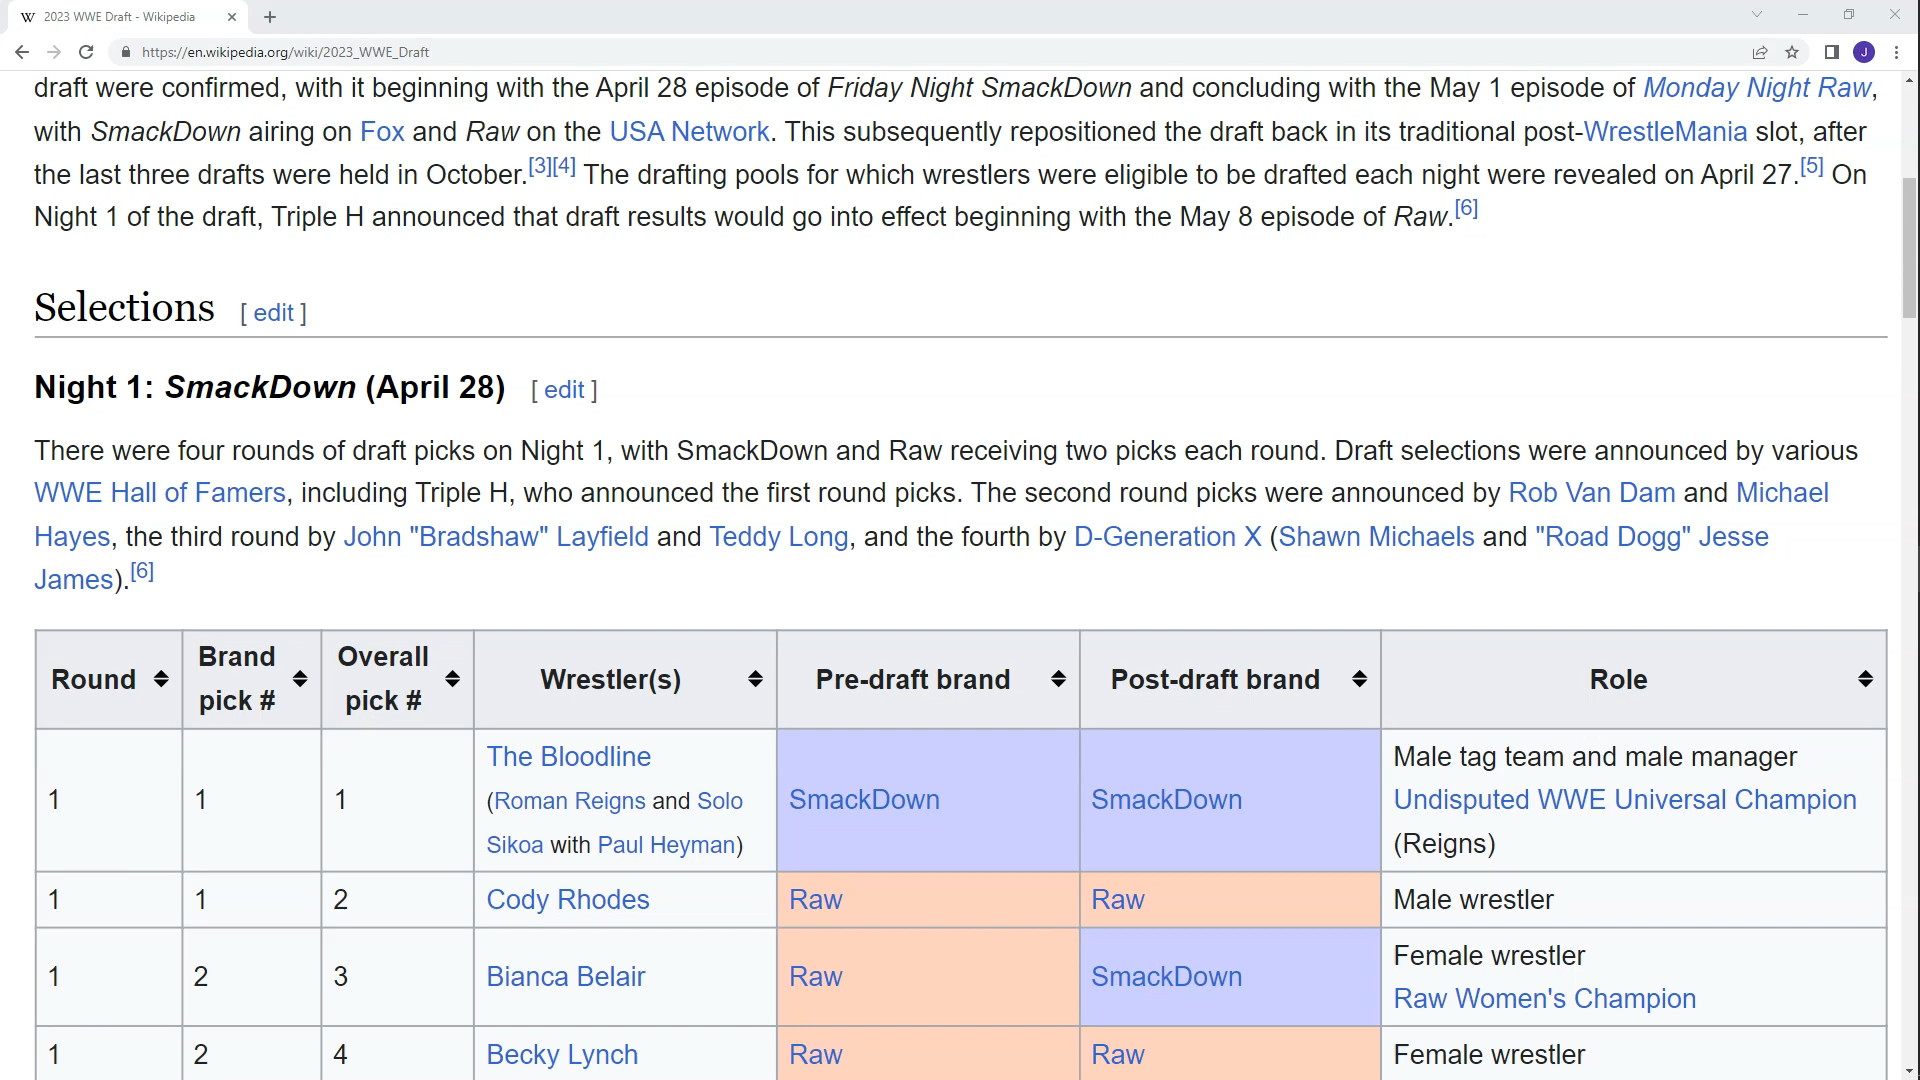 2023 WWE Draft - Wikipedia
https://en.wikipedia.org/wiki/2023_WWE_Draft
J
draft were confirmed, with it beginning with the April 28 episode of Friday Night SmackDown and concluding with the May 1 episode of Monday Night Raw,
with SmackDown airing on Fox and Raw on the USA Network. This subsequently repositioned the draft back in its traditional post-WrestleMania slot, after
the last three drafts were held in October.[3][4] The drafting pools for which wrestlers were eligible to be drafted each night were revealed on April 27.[5] On
Night 1 of the draft, Triple H announced that draft results would go into effect beginning with the May 8 episode of Raw.[6]
Selections [ edit ]
Night 1: SmackDown (April 28) [ edit ]
There were four rounds of draft picks on Night 1, with SmackDown and Raw receiving two picks each round. Draft selections were announced by various
WWE Hall of Famers, including Triple H, who announced the first round picks. The second round picks were announced by Rob Van Dam and Michael
Hayes, the third round by John "Bradshaw" Layfield and Teddy Long, and the fourth by D-Generation X (Shawn Michaels and "Road Dogg" Jesse
James).[6]
Round Brand pick # Overall pick # Wrestler(s) Pre-draft brand Post-draft brand Role
1 1 1 The Bloodline (Roman Reigns and Solo Sikoa with Paul Heyman) SmackDown SmackDown Male tag team and male manager Undisputed WWE Universal Champion (Reigns)
1 1 2 Cody Rhodes Raw Raw Male wrestler
1 2 3 Bianca Belair Raw SmackDown Female wrestler Raw Women's Champion
1 2 4 Becky Lynch Raw Raw Female wrestler